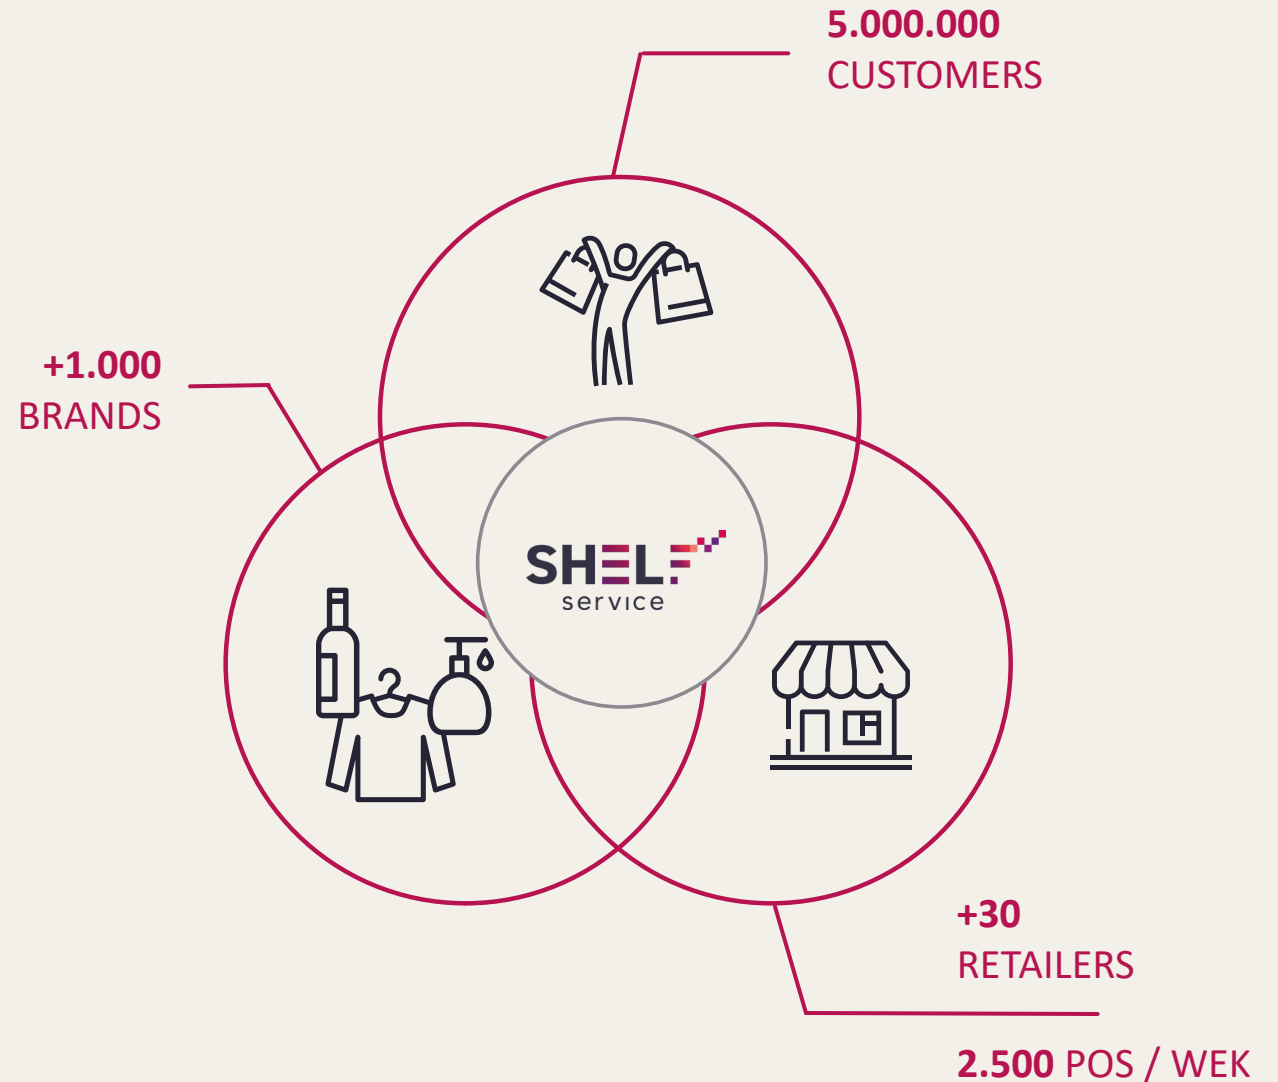 5.000.000
CUSTOMERS
+1.000
BRANDS
SHELF
service
+30
RETAILERS
2.500 POS / WEK